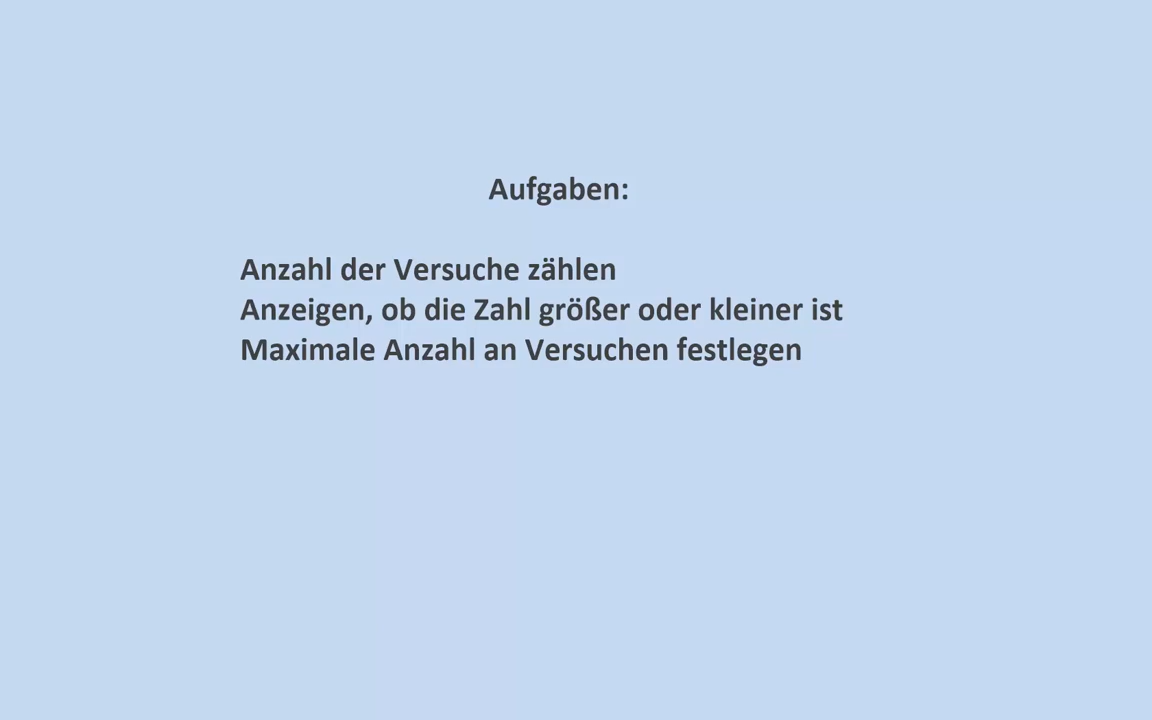 Aufgaben:
Anzahl der Versuche zählen
Anzeigen, ob die Zahl größer oder kleiner ist
Maximale Anzahl an Versuchen festlegen